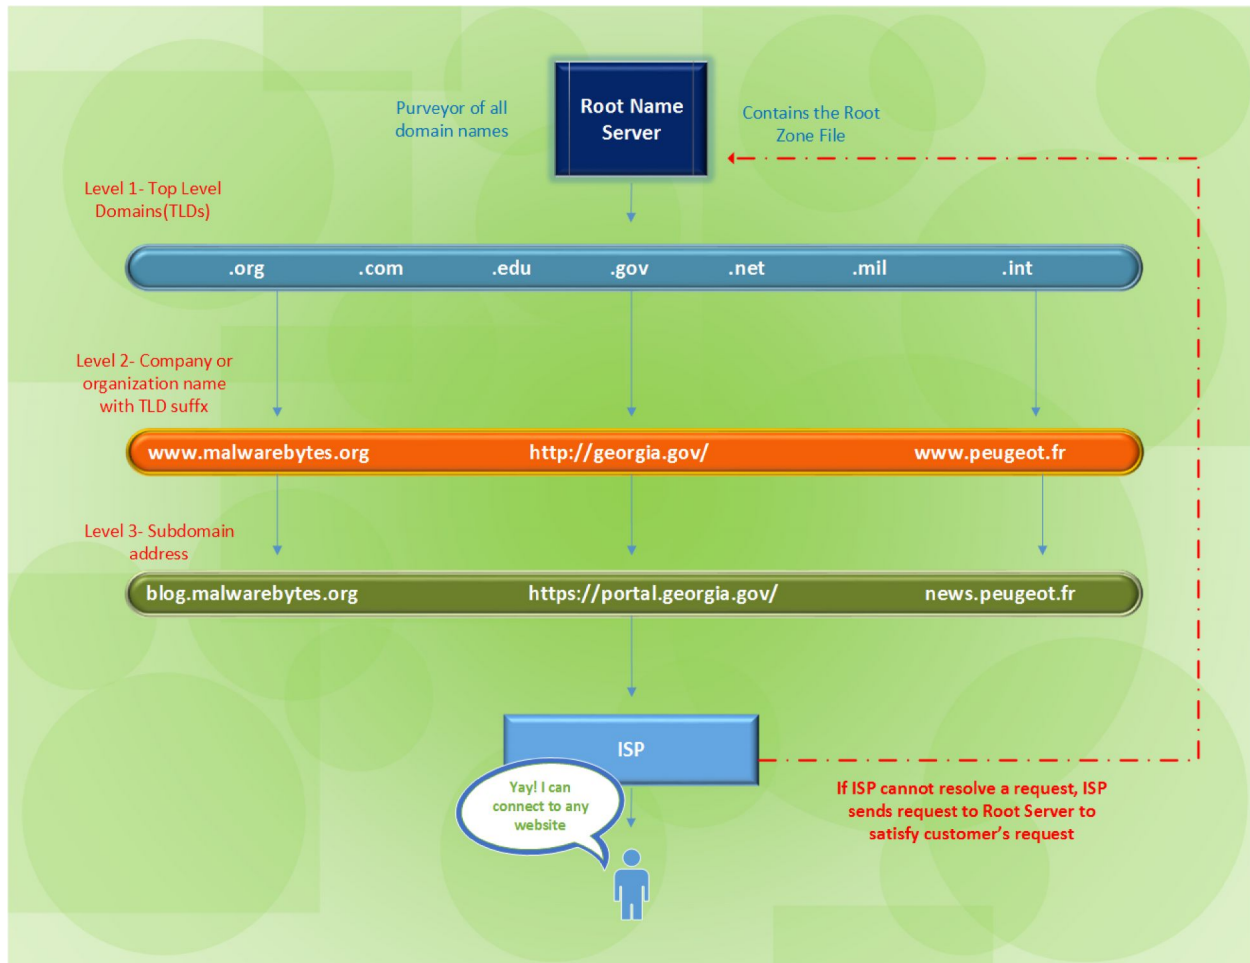 Purveyor of all
domain names
Root Name
Server
Contains the Root
Zone File
Level 1- Top Level
Domains(TLDs)
.org .com .edu .gov .net .mil .int
Level 2- Company or
organization name
with TLD suffx
www.malwarebytes.org http://georgia.gov/ www.peugeot.fr
Level 3- Subdomain
address
blog.malwarebytes.org https://portal.georgia.gov/ news.peugeot.fr
ISP
Yay! I can
connect to any
website
If ISP cannot resolve a request, ISP
sends request to Root Server to
satisfy customer’s request